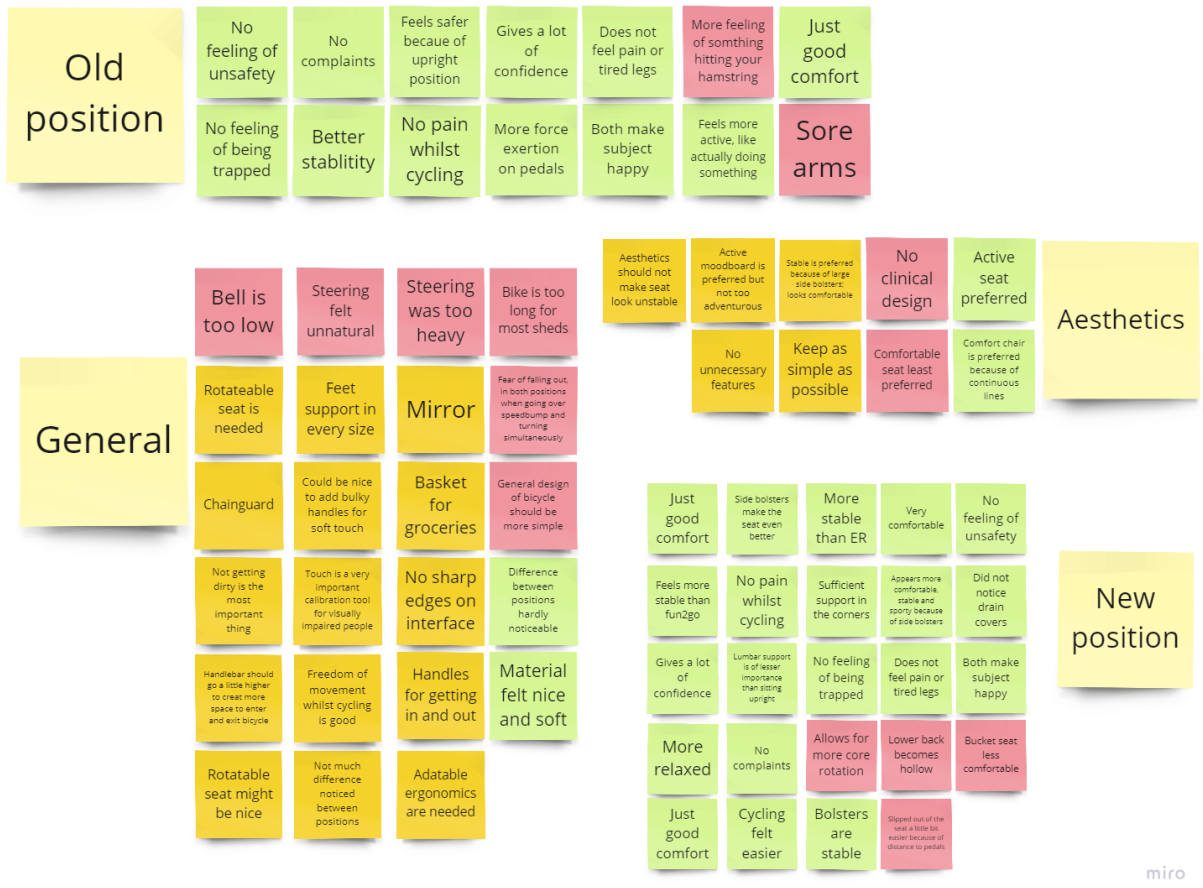 Old
position
No
feeling of
unsafety
No
complaints
Feels safer
becaue of
upright
position
Gives a lot
of
confidence
Does not
feel pain or
tired legs
More feeling
of somthing
hitting your
hamstring
Just
good
comfort
No feeling
of being
trapped
Better
stablitity
No pain
whilst
cycling
More force
exertion
on pedals
Both make
subject
happy
Feels more
active, like
actually doing
something
Sore
arms
Aesthetics
should not
make seat
look unstable
Active
moodboard is
preferred but
not too
adventurous
Stable is preferred
because of large
side bolsters;
looks comfortable
No
clinical
design
Active
seat
preferred
Aesthetics
No
unnecessary
features
Keep as
simple as
possible
Comfortable
seat least
preferred
Comfort chair
is preferred
because of
continuous
lines
General
Bell is
too low
Steering
felt
unnatural
Steering
was too
heavy
Bike is too
long for
most sheds
Rotateable
seat is
needed
Feet
support in
every size
Mirror
Fear of falling out,
in both positions
when going over
speedbump and
turning
simultaneously
Chainguard
Could be nice
to add bulky
handles for
soft touch
Basket
for
groceries
General design
of bicycle
should be
more simple
Not getting
dirty is the
most
important
thing
Touch is a very
important
calibration tool
for visually
impaired people
No sharp
edges on
interface
Difference
between
positions
hardly
noticeable
Handlebar should
go a little higher
to creat more
space to enter
and exit bicycle
Freedom of
movement
whilst cycling
is good
Handles
for getting
in and out
Material
felt nice
and soft
Rotatable
seat might
be nice
Not much
difference
noticed
between
positions
Adatable
ergonomics
are needed
Just
good
comfort
Side bolsters
make the
seat even
better
More
stable
than ER
Very
comfortable
No
feeling of
unsafety
New
position
Feels more
stable than
fun2go
No pain
whilst
cycling
Sufficient
support in
the corners
Appears more
comfortable,
stable and
sporty because
of side bolsters
Did not
notice
drain
covers
Gives a lot
of
confidence
Lumbar support
is of lesser
importance
than sitting
upright
No feeling
of being
trapped
Does not
feel pain or
tired legs
Both make
subject
happy
More
relaxed
No
complaints
Allows for
more core
rotation
Lower back
becomes
hollow
Bucket seat
less
comfortable
Just
good
comfort
Cycling
felt
easier
Bolsters
are
stable
Slipped out of the
seat a little bit
easier because of
distance to pedals
miro